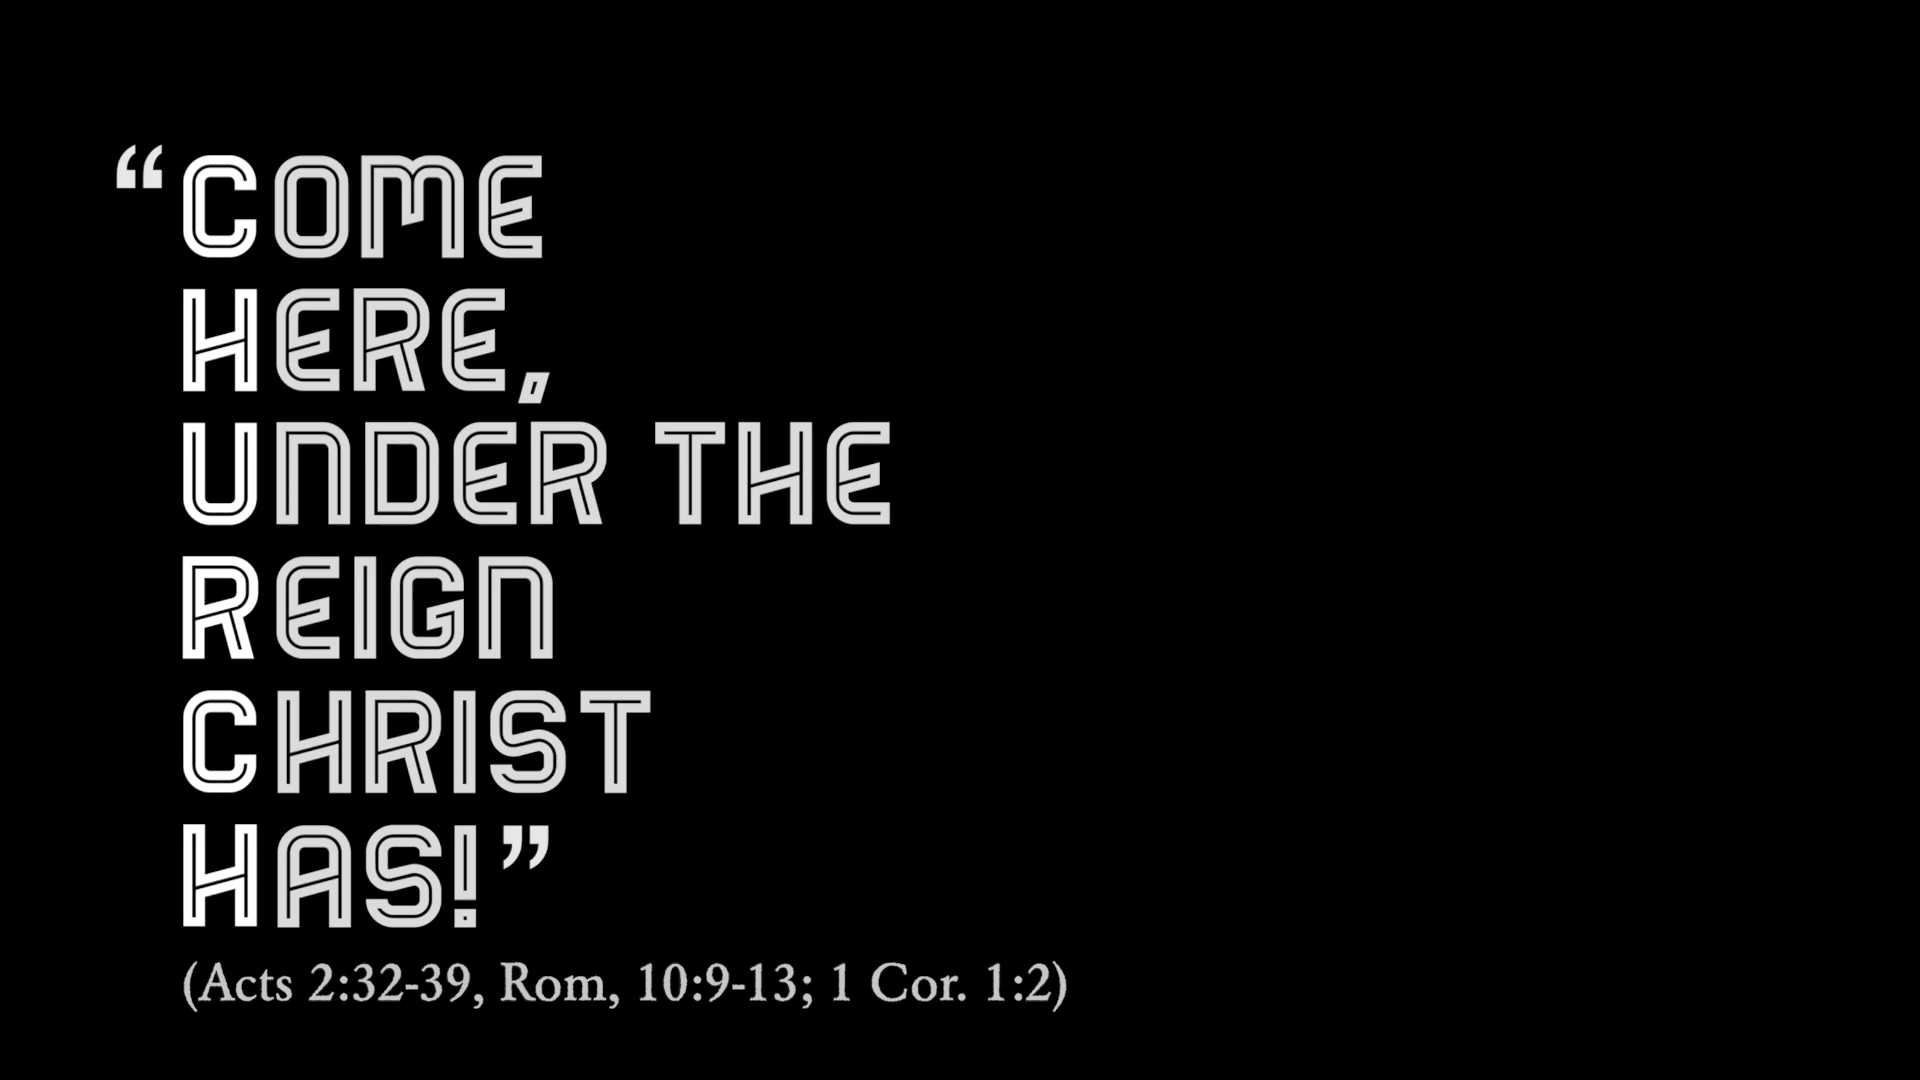 “COME
HERE,
UNDER THE
REIGN
CHRIST
HAS!”
(Acts 2:32-39, Rom, 10:9-13; 1 Cor. 1:2)